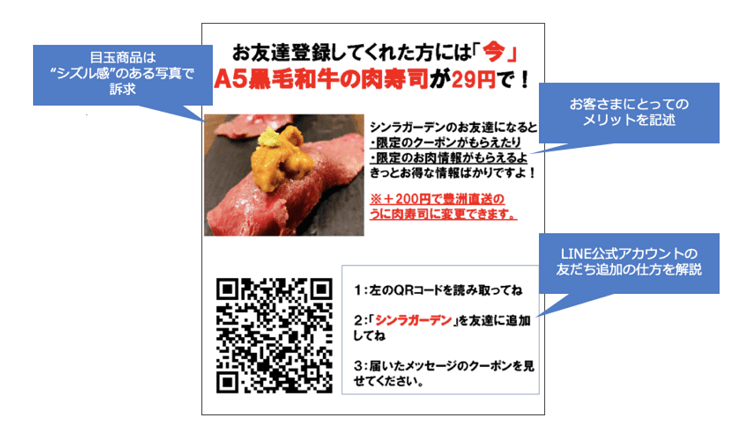 お友達登録してくれた方には「今」
A5黒毛和牛の肉寿司が29円で！
目玉商品は
“シズル感”のある写真で
訴求
シンラガーデンのお友達になると
・限定のクーポンがもらえたり
・限定のお肉情報がもらえるよ
きっとお得な情報ばかりですよ！
※＋200円で豊洲直送の
うに肉寿司に変更できます。
お客さまにとっての
メリットを記述
1：左のQRコードを読み取ってね
2：「シンラガーデン」を友達に追加
してね
3：届いたメッセージのクーポンを見
せてください。
LINE公式アカウントの
友だち追加の仕方を解説